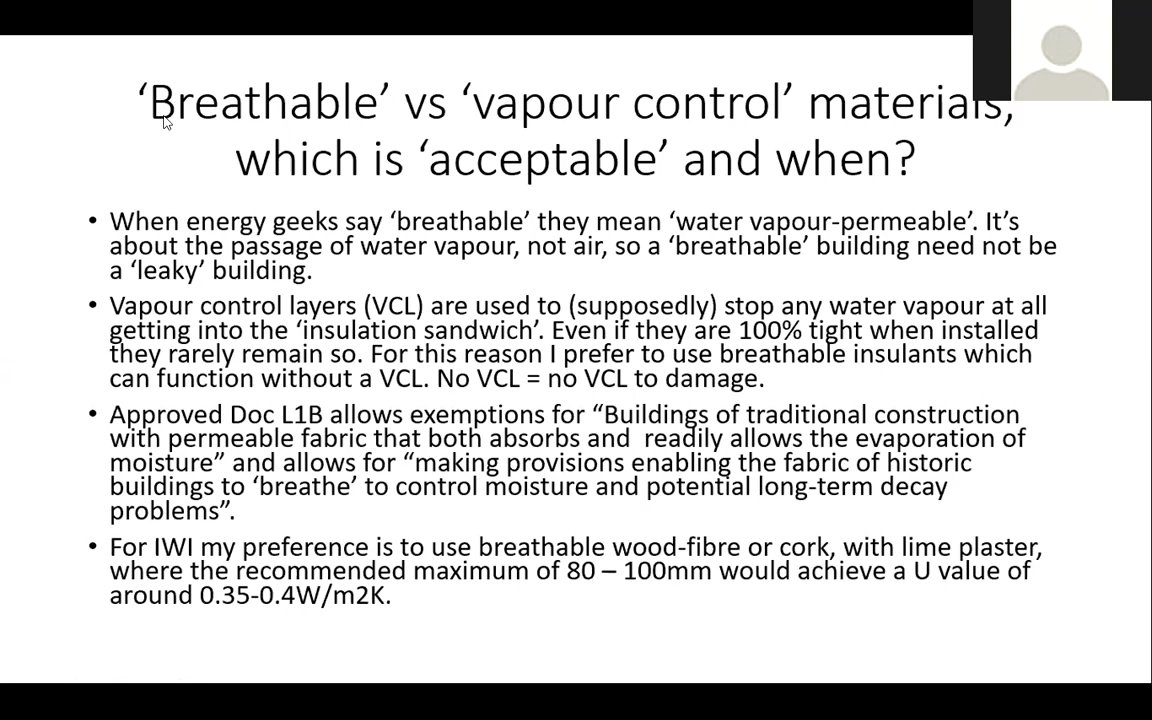 ‘Breathable’ vs ‘vapour control’ materials,
which is ‘acceptable’ and when?
• When energy geeks say ‘breathable’ they mean ‘water vapour-permeable’. It’s
about the passage of water vapour, not air, so a ‘breathable’ building need not be
a ‘leaky’ building.
• Vapour control layers (VCL) are used to (supposedly) stop any water vapour at all
getting into the ‘insulation sandwich’. Even if they are 100% tight when installed
they rarely remain so. For this reason I prefer to use breathable insulants which
can function without a VCL. No VCL = no VCL to damage.
• Approved Doc L1B allows exemptions for “Buildings of traditional construction
with permeable fabric that both absorbs and  readily allows the evaporation of
moisture” and allows for “making provisions enabling the fabric of historic
buildings to ‘breathe’ to control moisture and potential long-term decay
problems”.
• For IWI my preference is to use breathable wood-fibre or cork, with lime plaster,
where the recommended maximum of 80 – 100mm would achieve a U value of
around 0.35-0.4W/m2K.